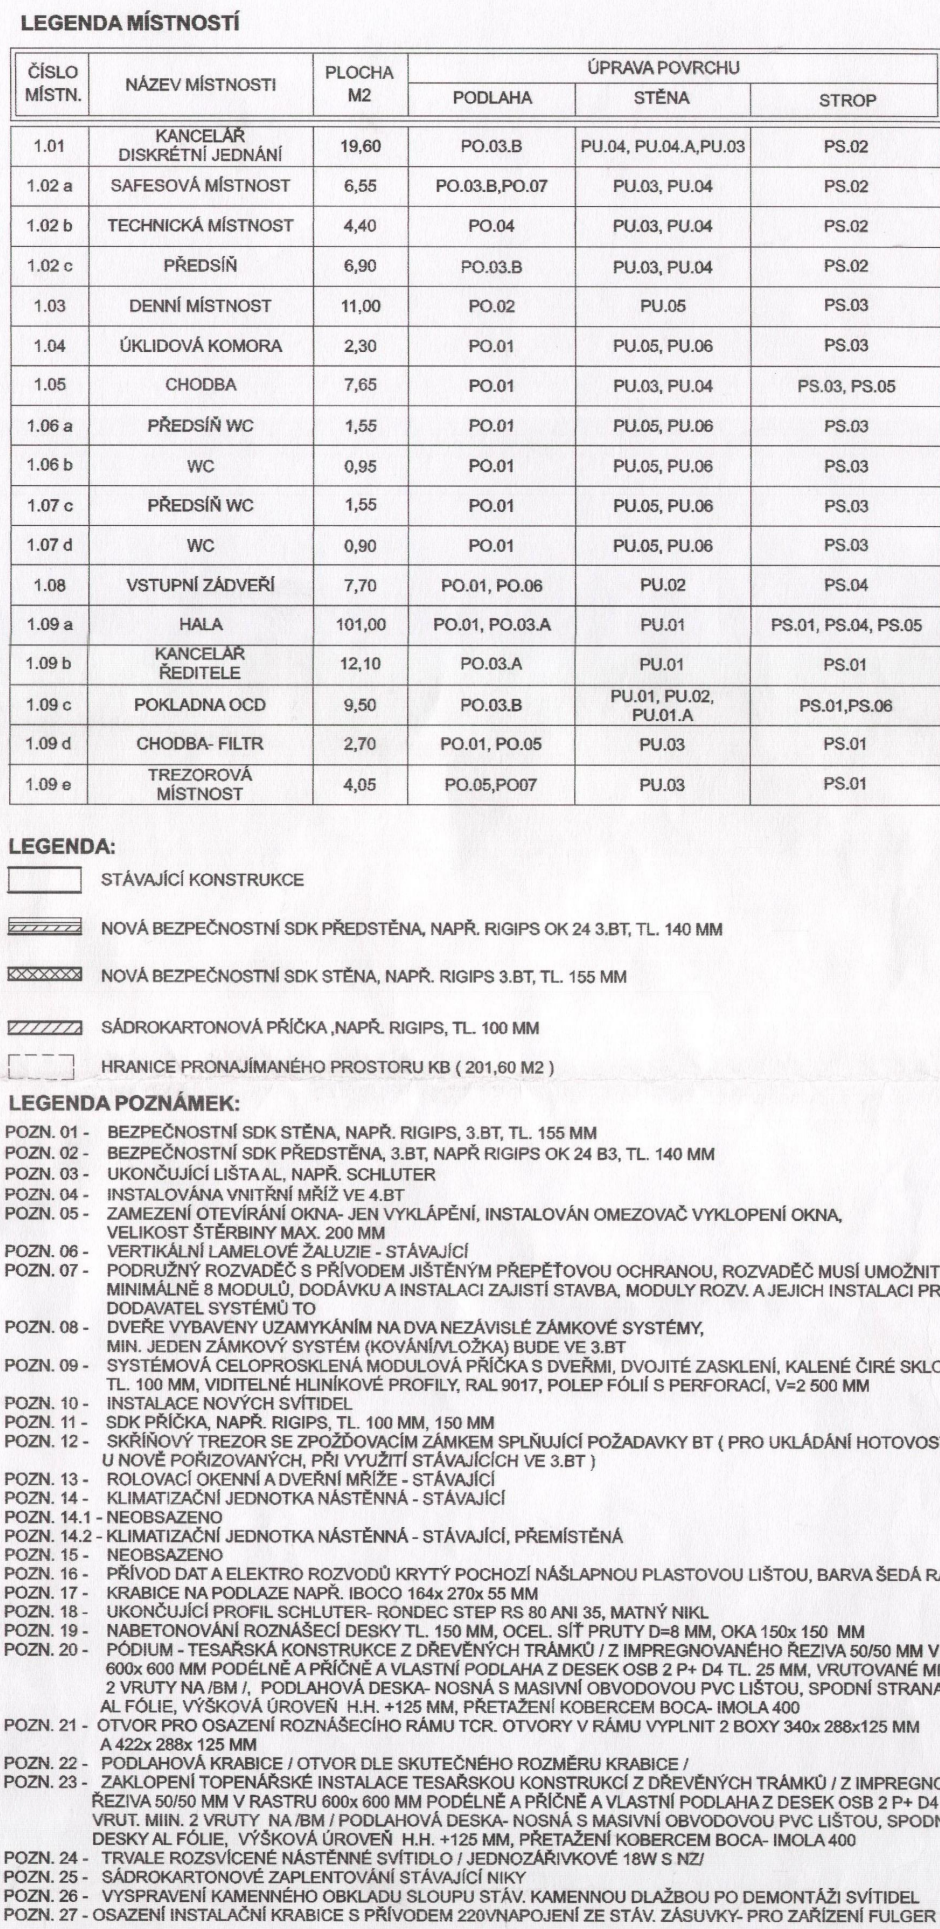 LEGENDA MÍSTNOSTÍ
ČÍSLO MÍSTN. NÁZEV MÍSTNOSTI PLOCHA M2 ÚPRAVA POVRCHU
PODLAHA STĚNA STROP
1.01 KANCELÁŘ DISKRÉTNÍ JEDNÁNÍ 19,60 PO.03.B PU.04, PU.04.A,PU.03 PS.02
1.02 a SAFESOVÁ MÍSTNOST 6,55 PO.03.B,PO.07 PU.03, PU.04 PS.02
1.02 b TECHNICKÁ MÍSTNOST 4,40 PO.04 PU.03, PU.04 PS.02
1.02 c PŘEDSÍŇ 6,90 PO.03.B PU.03, PU.04 PS.02
1.03 DENNÍ MÍSTNOST 11,00 PO.02 PU.05 PS.03
1.04 ÚKLIDOVÁ KOMORA 2,30 PO.01 PU.05, PU.06 PS.03
1.05 CHODBA 7,65 PO.01 PU.03, PU.04 PS.03, PS.05
1.06 a PŘEDSÍŇ WC 1,55 PO.01 PU.05, PU.06 PS.03
1.06 b WC 0,95 PO.01 PU.05, PU.06 PS.03
1.07 c PŘEDSÍŇ WC 1,55 PO.01 PU.05, PU.06 PS.03
1.07 d WC 0,90 PO.01 PU.05, PU.06 PS.03
1.08 VSTUPNÍ ZÁDVEŘÍ 7,70 PO.01, PO.06 PU.02 PS.04
1.09 a HALA 101,00 PO.01, PO.03.A PU.01 PS.01, PS.04, PS.05
1.09 b KANCELÁŘ ŘEDITELE 12,10 PO.03.A PU.01 PS.01
1.09 c POKLADNA OCD 9,50 PO.03.B PU.01, PU.02, PU.01.A PS.01,PS.06
1.09 d CHODBA- FILTR 2,70 PO.01, PO.05 PU.03 PS.01
1.09 e TREZOROVÁ MÍSTNOST 4,05 PO.05,PO07 PU.03 PS.01
LEGENDA:
STÁVAJÍCÍ KONSTRUKCE
NOVÁ BEZPEČNOSTNÍ SDK PŘEDSTĚNA, NAPŘ. RIGIPS OK 24 3.BT, TL. 140 MM
NOVÁ BEZPEČNOSTNÍ SDK STĚNA, NAPŘ. RIGIPS 3.BT, TL. 155 MM
SÁDROKARTONOVÁ PŘÍČKA ,NAPŘ. RIGIPS, TL. 100 MM
HRANICE PRONAJÍMANÉHO PROSTORU KB ( 201,60 M2 )
LEGENDA POZNÁMEK:
POZN. 01 - BEZPEČNOSTNÍ SDK STĚNA, NAPŘ. RIGIPS, 3.BT, TL. 155 MM
POZN. 02 - BEZPEČNOSTNÍ SDK PŘEDSTĚNA, 3.BT, NAPŘ RIGIPS OK 24 B3, TL. 140 MM
POZN. 03 - UKONČUJÍCÍ LIŠTA AL, NAPŘ. SCHLUTER
POZN. 04 - INSTALOVÁNA VNITŘNÍ MŘÍŽ VE 4.BT
POZN. 05 - ZAMEZENÍ OTEVÍRÁNÍ OKNA- JEN VYKLÁPĚNÍ, INSTALOVÁN OMEZOVAČ VYKLOPENÍ OKNA,
VELIKOST ŠTĚRBINY MAX. 200 MM
POZN. 06 - VERTIKÁLNÍ LAMELOVÉ ŽALUZIE - STÁVAJÍCÍ
POZN. 07 - PODRUŽNÝ ROZVADĚČ S PŘÍVODEM JIŠTĚNÝM PŘEPĚŤOVOU OCHRANOU, ROZVADĚČ MUSÍ UMOŽNIT
MINIMÁLNĚ 8 MODULŮ, DODÁVKU A INSTALACI ZAJISTÍ STAVBA, MODULY ROZV. A JEJICH INSTALACI PR
DODAVATEL SYSTÉMŮ TO
POZN. 08 - DVEŘE VYBAVENY UZAMYKÁNÍM NA DVA NEZÁVISLÉ ZÁMKOVÉ SYSTÉMY,
MIN. JEDEN ZÁMKOVÝ SYSTÉM (KOVÁNÍ/VLOŽKA) BUDE VE 3.BT
POZN. 09 - SYSTÉMOVÁ CELOPROSKLENÁ MODULOVÁ PŘÍČKA S DVEŘMI, DVOJITÉ ZASKLENÍ, KALENÉ ČIRÉ SKLO
TL. 100 MM, VIDITELNÉ HLINÍKOVÉ PROFILY, RAL 9017, POLEP FÓLIÍ S PERFORACÍ, V=2 500 MM
POZN. 10 - INSTALACE NOVÝCH SVÍTIDEL
POZN. 11 - SDK PŘÍČKA, NAPŘ. RIGIPS, TL. 100 MM, 150 MM
POZN. 12 - SKŘÍŇOVÝ TREZOR SE ZPOŽĎOVACÍM ZÁMKEM SPLŇUJÍCÍ POŽADAVKY BT ( PRO UKLÁDÁNÍ HOTOVOS
U NOVĚ POŘIZOVANÝCH, PŘI VYUŽITÍ STÁVAJÍCÍCH VE 3.BT )
POZN. 13 - ROLOVACÍ OKENNÍ A DVEŘNÍ MŘÍŽE - STÁVAJÍCÍ
POZN. 14 - KLIMATIZAČNÍ JEDNOTKA NÁSTĚNNÁ - STÁVAJÍCÍ
POZN. 14.1 - NEOBSAZENO
POZN. 14.2 - KLIMATIZAČNÍ JEDNOTKA NÁSTĚNNÁ - STÁVAJÍCÍ, PŘEMÍSTĚNÁ
POZN. 15 - NEOBSAZENO
POZN. 16 - PŘÍVOD DAT A ELEKTRO ROZVODŮ KRYTÝ POCHOZÍ NÁŠLAPNOU PLASTOVOU LIŠTOU, BARVA ŠEDÁ RA
POZN. 17 - KRABICE NA PODLAZE NAPŘ. IBOCO 164x 270x 55 MM
POZN. 18 - UKONČUJÍCÍ PROFIL SCHLUTER- RONDEC STEP RS 80 ANI 35, MATNÝ NIKL
POZN. 19 - NABETONOVÁNÍ ROZNÁŠECÍ DESKY TL. 150 MM, OCEL. SÍŤ PRUTY D=8 MM, OKA 150x 150 MM
POZN. 20 - PÓDIUM - TESAŘSKÁ KONSTRUKCE Z DŘEVĚNÝCH TRÁMKŮ / Z IMPREGNOVANÉHO ŘEZIVA 50/50 MM V
600x 600 MM PODÉLNĚ A PŘÍČNĚ A VLASTNÍ PODLAHA Z DESEK OSB 2 P+ D4 TL. 25 MM, VRUTOVANÉ MI
2 VRUTY NA /BM /, PODLAHOVÁ DESKA- NOSNÁ S MASIVNÍ OBVODOVOU PVC LIŠTOU, SPODNÍ STRANA
AL FÓLIE, VÝŠKOVÁ ÚROVEŇ H.H. +125 MM, PŘETAŽENÍ KOBERCEM BOCA- IMOLA 400
POZN. 21 - OTVOR PRO OSAZENÍ ROZNÁŠECÍHO RÁMU TCR. OTVORY V RÁMU VYPLNIT 2 BOXY 340x 288x125 MM
A 422x 288x 125 MM
POZN. 22 - PODLAHOVÁ KRABICE / OTVOR DLE SKUTEČNÉHO ROZMĚRU KRABICE /
POZN. 23 - ZAKLOPENÍ TOPENÁŘSKÉ INSTALACE TESAŘSKOU KONSTRUKCÍ Z DŘEVĚNÝCH TRÁMKŮ / Z IMPREGNO
ŘEZIVA 50/50 MM V RASTRU 600x 600 MM PODÉLNĚ A PŘÍČNĚ A VLASTNÍ PODLAHA Z DESEK OSB 2 P+ D4
VRUT. MIIN. 2 VRUTY NA /BM / PODLAHOVÁ DESKA- NOSNÁ S MASIVNÍ OBVODOVOU PVC LIŠTOU, SPODN
DESKY AL FÓLIE, VÝŠKOVÁ ÚROVEŇ H.H. +125 MM, PŘETAŽENÍ KOBERCEM BOCA- IMOLA 400
POZN. 24 - TRVALE ROZSVÍCENÉ NÁSTĚNNÉ SVÍTIDLO / JEDNOZÁŘIVKOVÉ 18W S NZ/
POZN. 25 - SÁDROKARTONOVÉ ZAPLENTOVÁNÍ STÁVAJÍCÍ NIKY
POZN. 26 - VYSPRAVENÍ KAMENNÉHO OBKLADU SLOUPU STÁV. KAMENNOU DLAŽBOU PO DEMONTÁŽI SVÍTIDEL
POZN. 27 - OSAZENÍ INSTALAČNÍ KRABICE S PŘÍVODEM 220VNAPOJENÍ ZE STÁV. ZÁSUVKY- PRO ZAŘÍZENÍ FULGER